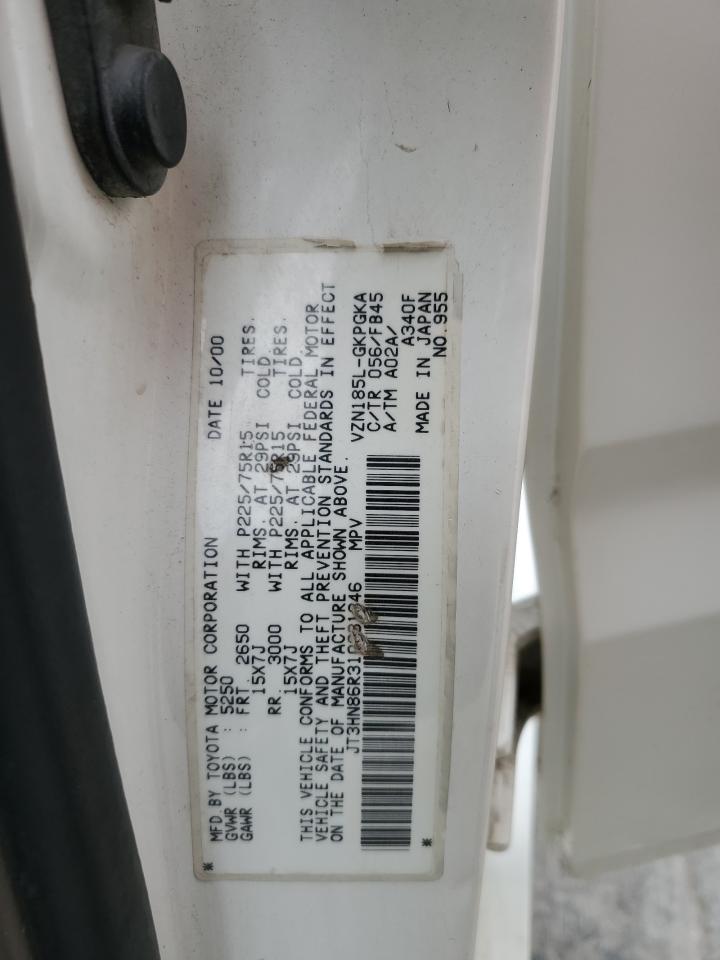 MFD.BY TOYOTA MOTOR CORPORATION DATE 10/00
GVWR (LBS) : 5250
GAWR (LBS) : FRT. 2650 WITH P225/75R15 TIRES.
15X7J RIMS. AT 29PSI COLD.
RR. 3000 WITH P225/75R15 TIRES.
15X7J RIMS. AT 29PSI COLD.
THIS VEHICLE CONFORMS TO ALL APPLICABLE FEDERAL MOTOR
VEHICLE SAFETY AND THEFT PREVENTION STANDARDS IN EFFECT
ON THE DATE OF MANUFACTURE SHOWN ABOVE.
MPV
VZN185L-GKPGKA
C/TR 056/FB45
A/TM A02A/
A340F
MADE IN JAPAN
* * NO.955